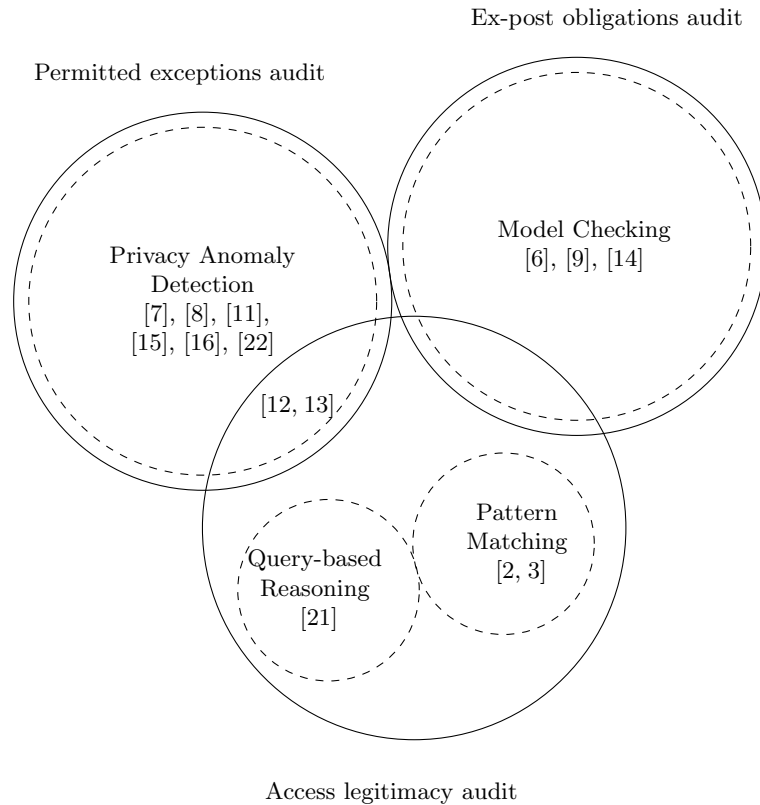 Ex-post obligations audit
Permitted exceptions audit
Model Checking
[6], [9], [14]
Privacy Anomaly
Detection
[7], [8], [11],
[15], [16], [22]
[12, 13]
Pattern
Matching
[2, 3]
Query-based
Reasoning
[21]
Access legitimacy audit